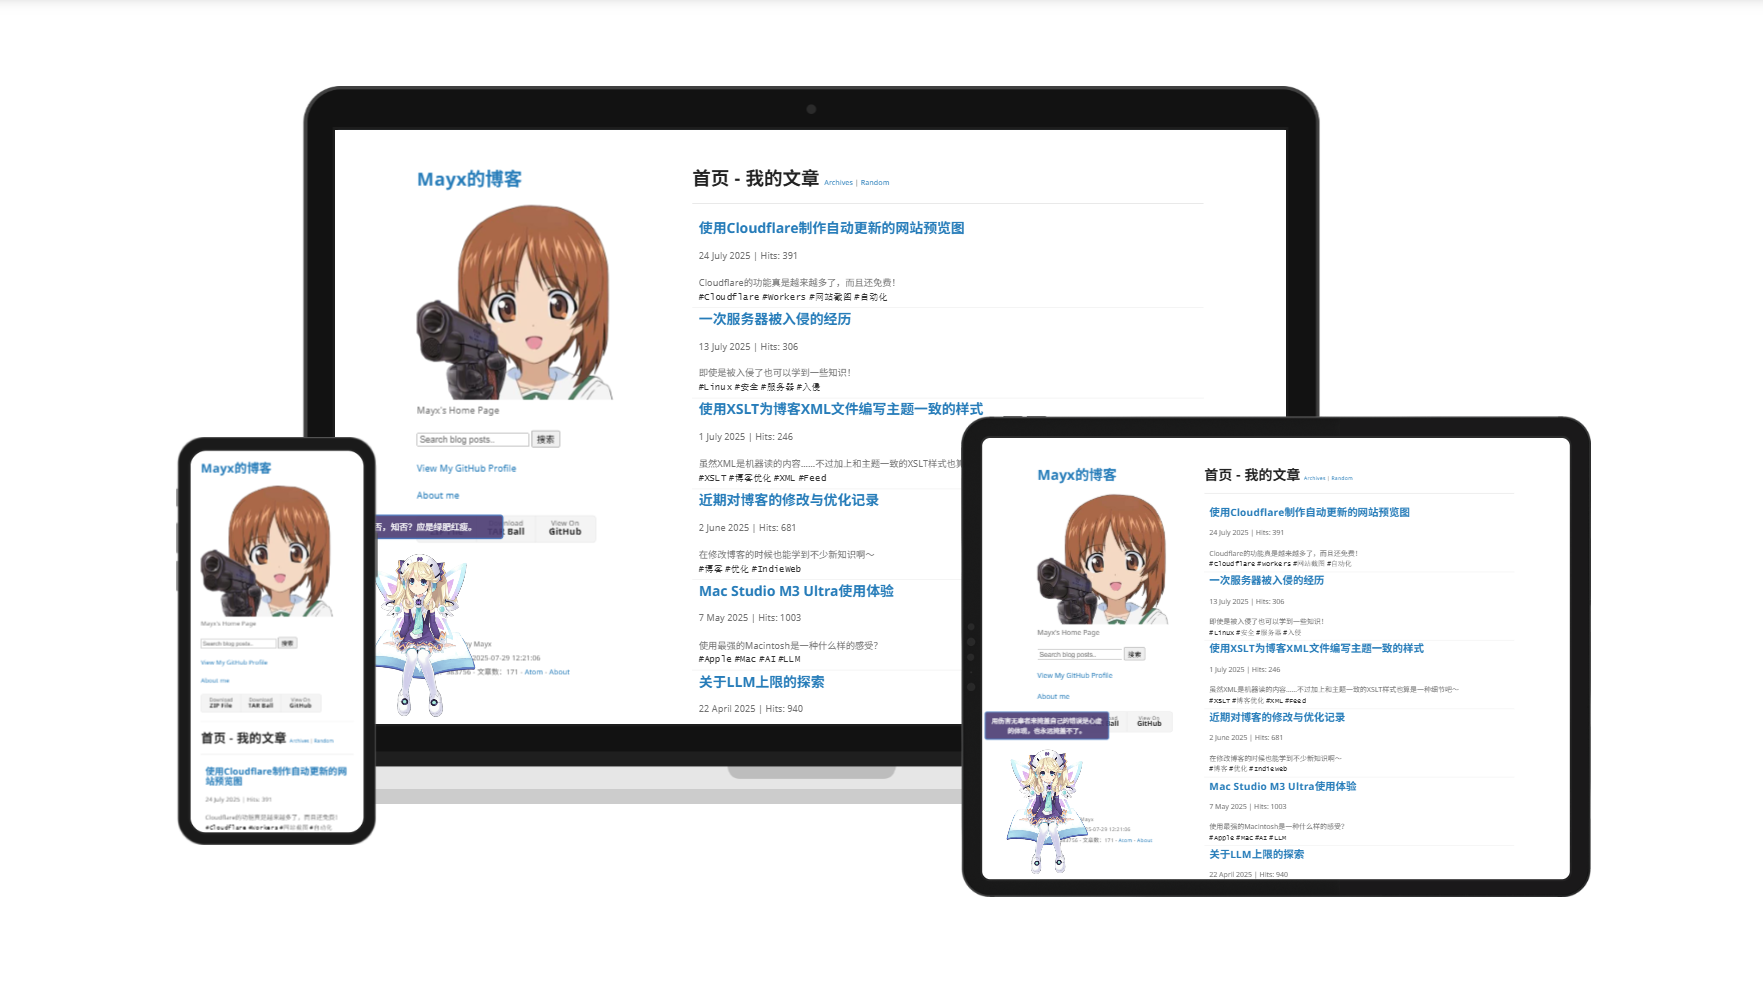 Mayx的博客
Mayx's Home Page
Search blog posts..
搜索
View My GitHub Profile
About me
否，知否？应是绿肥红瘦。
Ball
View On
GitHub
Mayx
2025-07-29 12:21:06
文章数：171 - Atom - About
首页 - 我的文章 Archives | Random
使用Cloudflare制作自动更新的网站预览图
24 July 2025 | Hits: 391
Cloudflare的功能真是越来越多了，而且还免费！
#Cloudflare #Workers #网站截图 #自动化
一次服务器被入侵的经历
13 July 2025 | Hits: 306
即使是被入侵了也可以学到一些知识！
#Linux #安全 #服务器 #入侵
使用XSLT为博客XML文件编写主题一致的样式
1 July 2025 | Hits: 246
虽然XML是机器读的内容……不过加上和主题一致的XSLT样式也
#XSLT #博客优化 #XML #Feed
近期对博客的修改与优化记录
2 June 2025 | Hits: 681
在修改博客的时候也能学到不少新知识啊～
#博客 #优化 #IndieWeb
Mac Studio M3 Ultra使用体验
7 May 2025 | Hits: 1003
使用最强的Macintosh是一种什么样的感受？
#Apple #Mac #AI #LLM
关于LLM上限的探索
22 April 2025 | Hits: 940
Mayx的博客
Mayx's Home Page
Search blog posts..
搜索
View My GitHub Profile
About me
Download
ZIP File
Download
TAR Ball
View On
GitHub
首页 - 我的文章 Archives | Random
使用Cloudflare制作自动更新的网
站预览图
24 July 2025 | Hits: 391
Cloudflare的功能真是越来越多了，而且还免费！
#Cloudflare #Workers #网站截图 #自动化
Mayx的博客
Mayx's Home Page
Search blog posts..
搜索
View My GitHub Profile
About me
用伤害无辜者来掩盖自己的错误是心虚
的体现，也永远掩盖不了。
Ball
View On
GitHub
Mayx
2025-07-29 12:21:06
文章数：171 - Atom - About
首页 - 我的文章 Archives | Random
使用Cloudflare制作自动更新的网站预览图
24 July 2025 | Hits: 391
Cloudflare的功能真是越来越多了，而且还免费！
#Cloudflare #Workers #网站截图 #自动化
一次服务器被入侵的经历
13 July 2025 | Hits: 306
即使是被入侵了也可以学到一些知识！
#Linux #安全 #服务器 #入侵
使用XSLT为博客XML文件编写主题一致的样式
1 July 2025 | Hits: 246
虽然XML是机器读的内容……不过加上和主题一致的XSLT样式也算是一种细节吧～
#XSLT #博客优化 #XML #Feed
近期对博客的修改与优化记录
2 June 2025 | Hits: 681
在修改博客的时候也能学到不少新知识啊～
#博客 #优化 #IndieWeb
Mac Studio M3 Ultra使用体验
7 May 2025 | Hits: 1003
使用最强的Macintosh是一种什么样的感受？
#Apple #Mac #AI #LLM
关于LLM上限的探索
22 April 2025 | Hits: 940